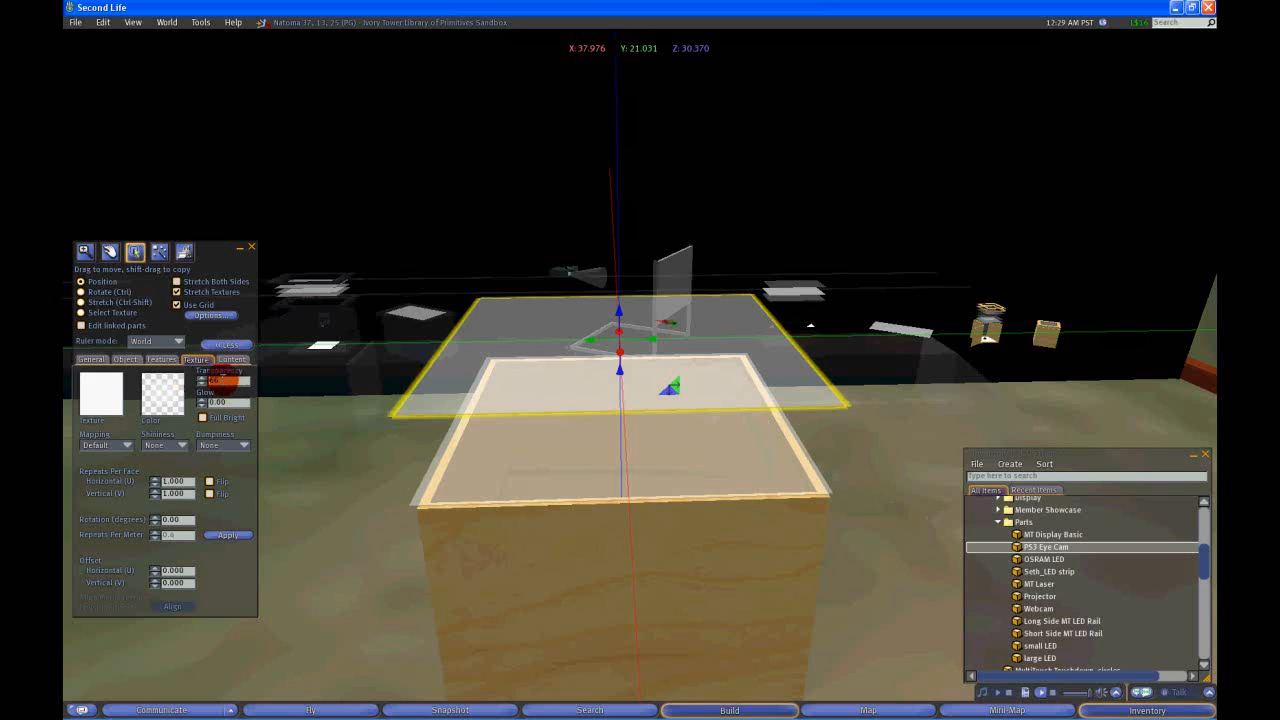 Second Life
File Edit View World Tools Help Natoma 37, 13, 25 (PG) - Ivory Tower Library of Primitives Sandbox 12:29 AM PST L$16 Search
X: 37.976 Y: 21.031 Z: 30.370
Drag to move, shift-drag to copy
Position Stretch Both Sides
Rotate (Ctrl) Stretch Textures
Stretch (Ctrl-Shift) Use Grid
Select Texture Options...
Edit linked parts
Ruler mode: World << Less
General Object Features Texture Content
Transparency
66
Glow
0.00
Full Bright
Texture Color
Mapping Shininess Bumpiness
Default None None
Repeats Per Face
Horizontal (U) 1.000 Flip
Vertical (V) 1.000 Flip
Rotation (degrees) 0.00
Repeats Per Meter 0.4 Apply
Offset
Horizontal (U) 0.000
Vertical (V) 0.000
Align
File Create Sort
Type here to search
All Items Recent Items
Display
Member Showcase
Parts
MT Display Basic
PS3 Eye Cam
OSRAM LED
Seth_LED strip
MT Laser
Projector
Webcam
Long Side MT LED Rail
Short Side MT LED Rail
small LED
large LED
MultiTouch Touchdown_circles
Talk
Communicate Fly Snapshot Search Build Map Mini-Map Inventory